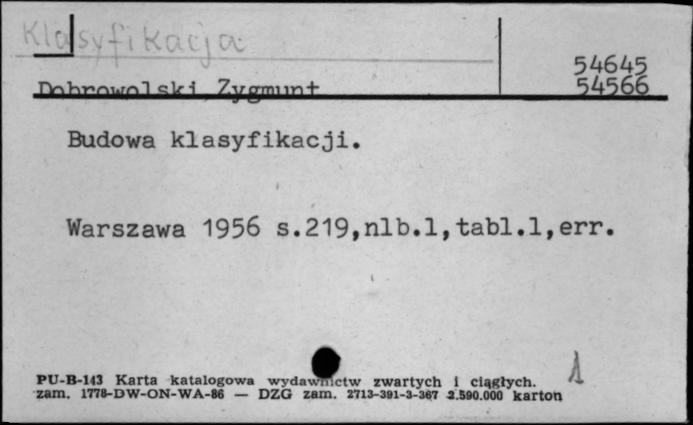 Klasyfikacja
54645
Dobrowolski Zygmunt 54566
Budowa klasyfikacji.
Warszawa 1956 s.219,nlb.1,tabl.1,err.
1
PU-B-143 Karta katalogowa wydawnictw zwartych i ciągłych.
zam. 1778-DW-ON-WA-86 — DZG zam. 2713-391-3-367 2.590.000 karton